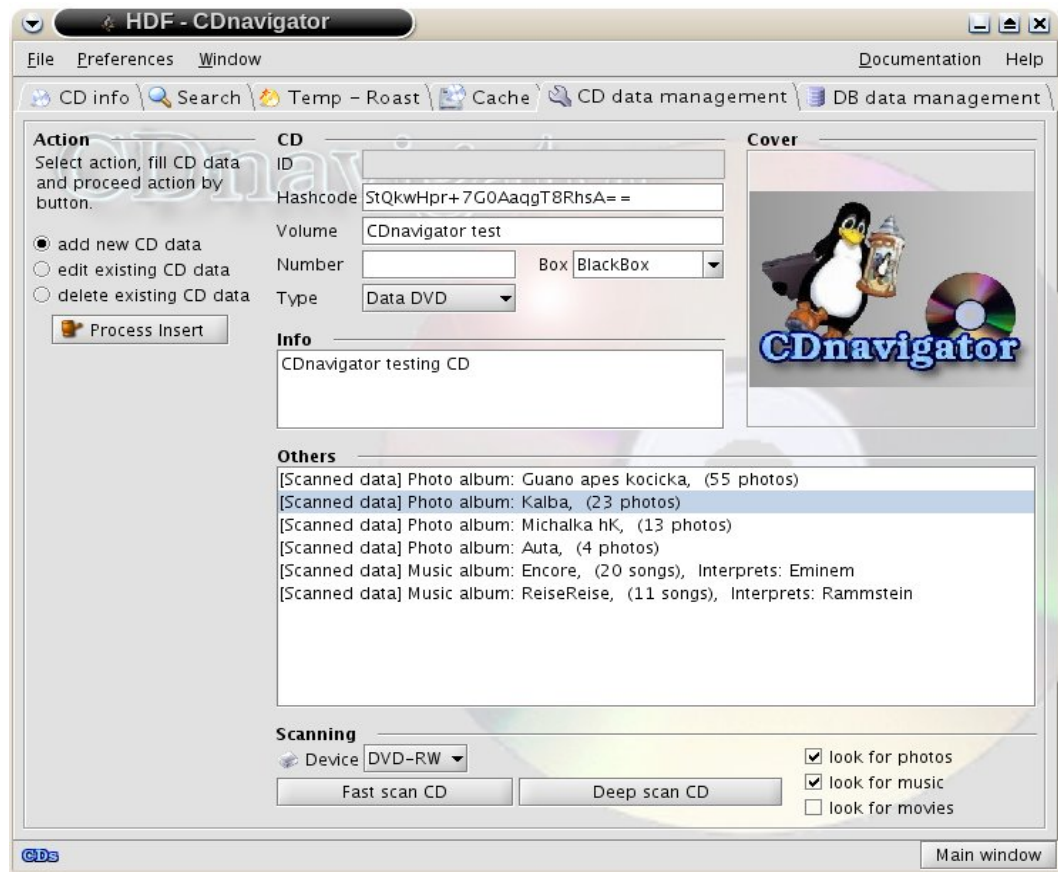 HDF - CDnavigator
File Preferences Window Documentation Help
CD info Search Temp - Roast Cache CD data management DB data management
Action
Select action, fill CD data
and proceed action by
button.
add new CD data
edit existing CD data
delete existing CD data
Process Insert
CD
ID
Hashcode StQkwHpr+7G0AaqgT8RhsA==
Volume CDnavigator test
Number Box BlackBox
Type Data DVD
Info
CDnavigator testing CD
Cover
CDnavigator
Others
[Scanned data] Photo album: Guano apes kocicka, (55 photos)
[Scanned data] Photo album: Kalba, (23 photos)
[Scanned data] Photo album: Michalka hK, (13 photos)
[Scanned data] Photo album: Auta, (4 photos)
[Scanned data] Music album: Encore, (20 songs), Interprets: Eminem
[Scanned data] Music album: ReiseReise, (11 songs), Interprets: Rammstein
Scanning
Device DVD-RW
Fast scan CD Deep scan CD
look for photos
look for music
look for movies
CDs Main window